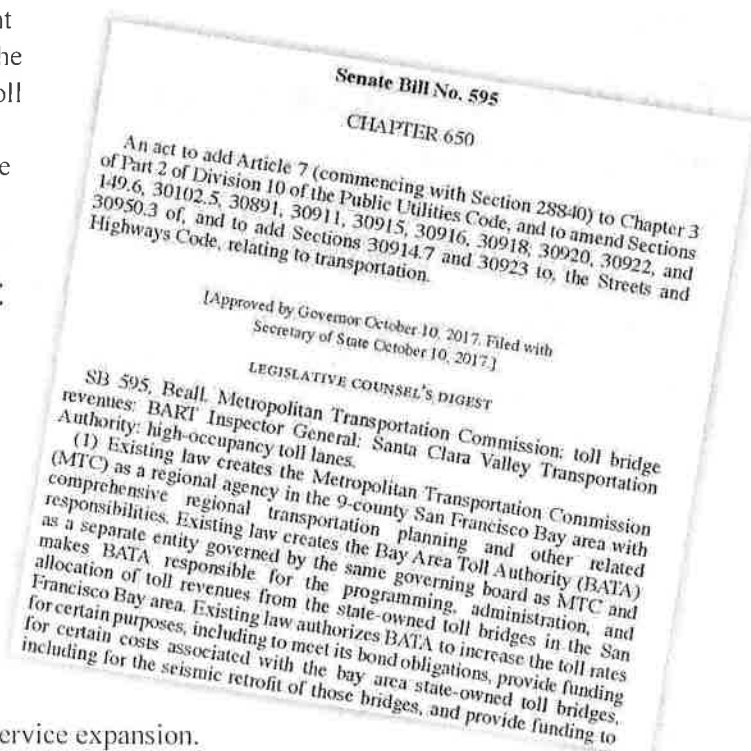 nt
he
oll
e
Senate Bill No. 595
CHAPTER 650
An act to add Article 7 (commencing with Section 28840) to Chapter 3
of Part 2 of Division 10 of the Public Utilities Code, and to amend Sections
149.6, 30102.5, 30891, 30911, 30915, 30916, 30918, 30920, 30922, and
30950.3 of, and to add Sections 30914.7 and 30923 to, the Streets and
Highways Code, relating to transportation.
[Approved by Governor October 10, 2017. Filed with
Secretary of State October 10, 2017.]
LEGISLATIVE COUNSEL'S DIGEST
SB 595, Beall. Metropolitan Transportation Commission: toll bridge
revenues: BART Inspector General: Santa Clara Valley Transportation
Authority: high-occupancy toll lanes.
(1) Existing law creates the Metropolitan Transportation Commission
(MTC) as a regional agency in the 9-county San Francisco Bay area with
comprehensive regional transportation planning and other related
responsibilities. Existing law creates the Bay Area Toll Authority (BATA)
as a separate entity governed by the same governing board as MTC and
makes BATA responsible for the programming, administration, and
allocation of toll revenues from the state-owned toll bridges in the San
Francisco Bay area. Existing law authorizes BATA to increase the toll rates
for certain purposes, including to meet its bond obligations, provide funding
for certain costs associated with the bay area state-owned toll bridges,
including for the seismic retrofit of those bridges, and provide funding to
ervice expansion.